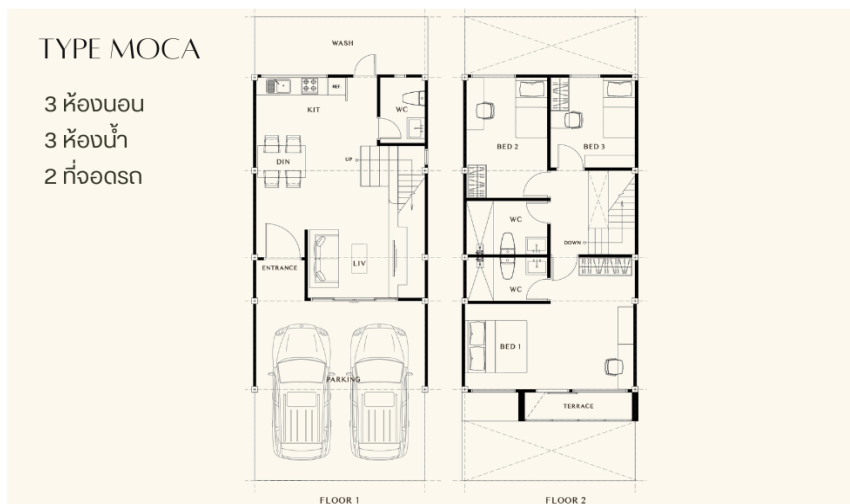 TYPE MOCA
3 ห้องนอน
3 ห้องน้ำ
2 ที่จอดรถ
WASH
KIT
REF
WC
DIN
UP
LIV
ENTRANCE
PARKING
FLOOR 1
BED 2
BED 3
WC
DOWN
WC
BED 1
TERRACE
FLOOR 2